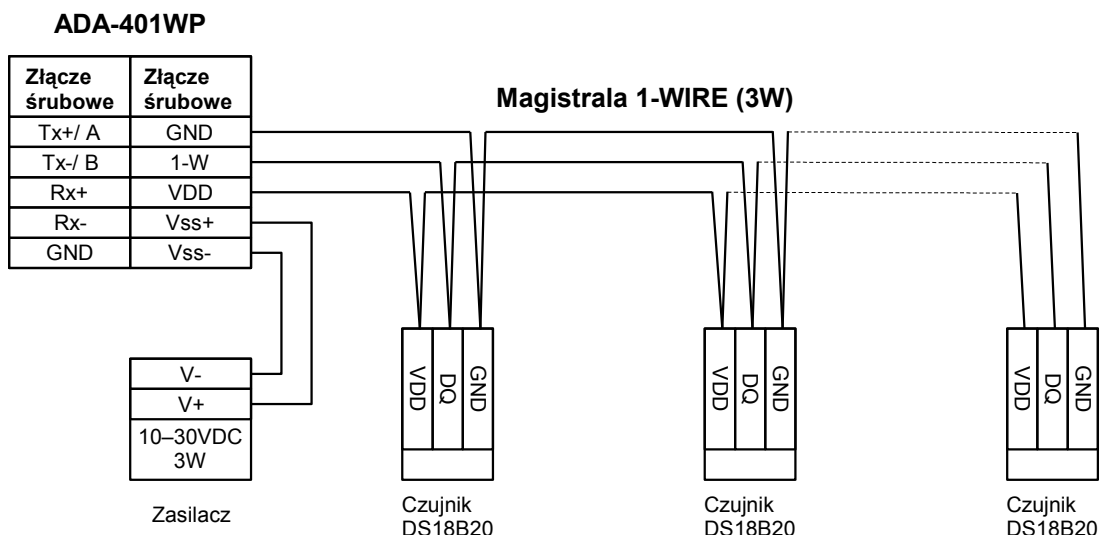 ADA-401WP
Złącze śrubowe Złącze śrubowe
Tx+/ A GND
Tx-/ B 1-W
Rx+ VDD
Rx- Vss+
GND Vss-
Magistrala 1-WIRE (3W)
V-
V+
10–30VDC
3W
Zasilacz
VDD
DQ
GND
Czujnik
DS18B20
VDD
DQ
GND
Czujnik
DS18B20
VDD
DQ
GND
Czujnik
DS18B20